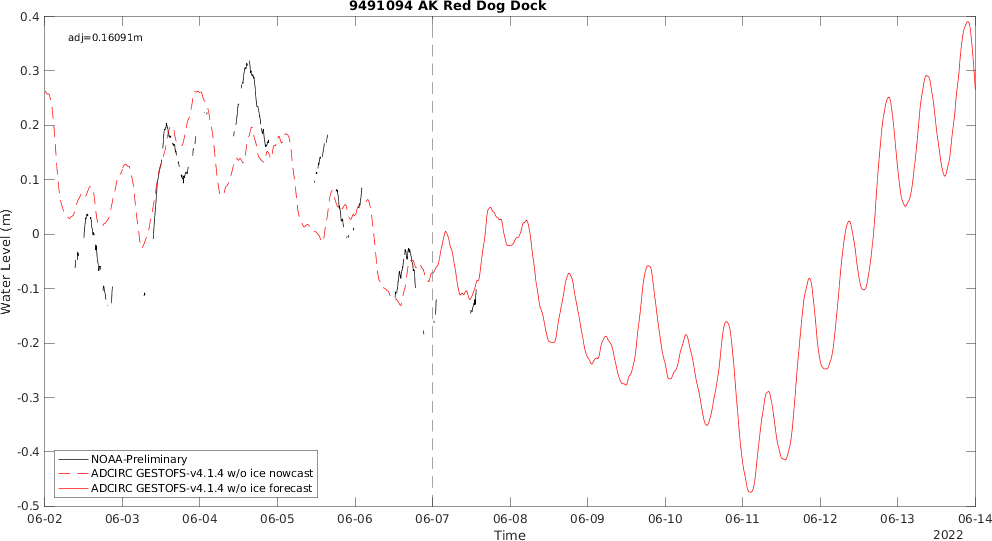 9491094 AK Red Dog Dock
adj=0.16091m
0.4
0.3
0.2
0.1
0
-0.1
-0.2
-0.3
-0.4
-0.5
Water Level (m)
NOAA-Preliminary
ADCIRC GESTOFS-v4.1.4 w/o ice nowcast
ADCIRC GESTOFS-v4.1.4 w/o ice forecast
06-02 06-03 06-04 06-05 06-06 06-07 06-08 06-09 06-10 06-11 06-12 06-13 06-14
Time
2022